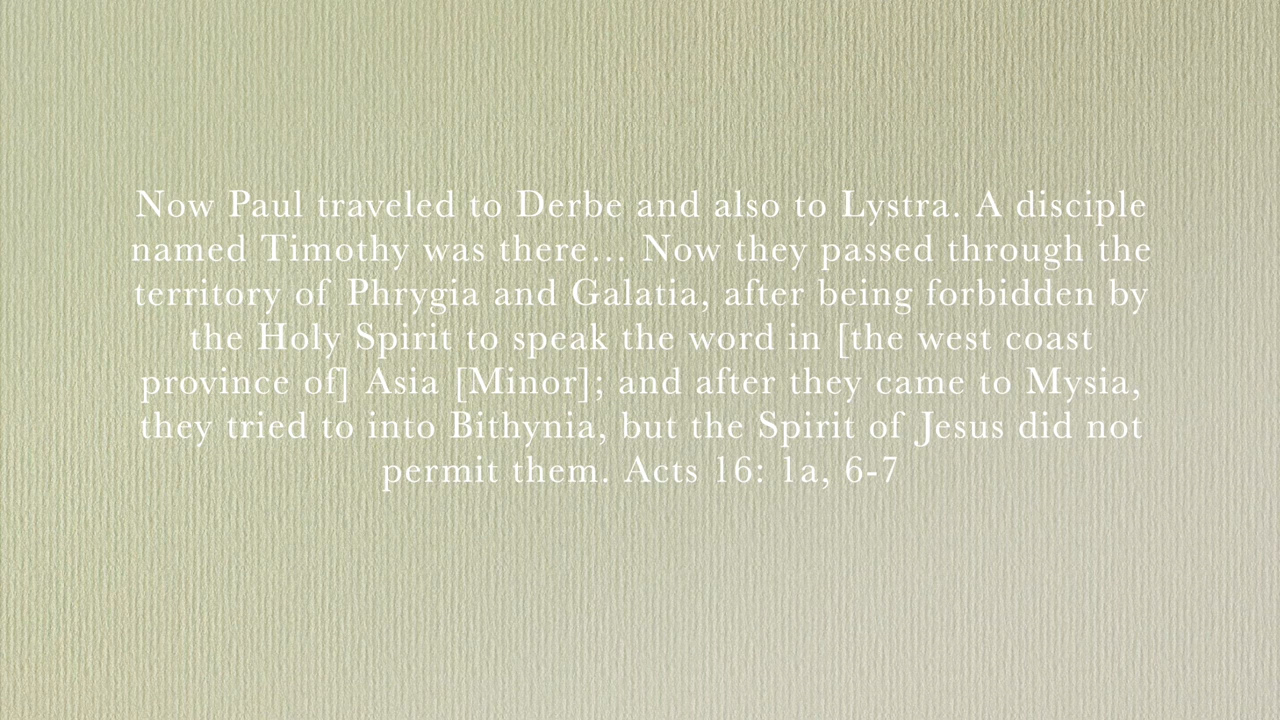 Now Paul traveled to Derbe and also to Lystra. A disciple
named Timothy was there… Now they passed through the
territory of Phrygia and Galatia, after being forbidden by
the Holy Spirit to speak the word in [the west coast
province of] Asia [Minor]; and after they came to Mysia,
they tried to into Bithynia, but the Spirit of Jesus did not
permit them. Acts 16: 1a, 6-7